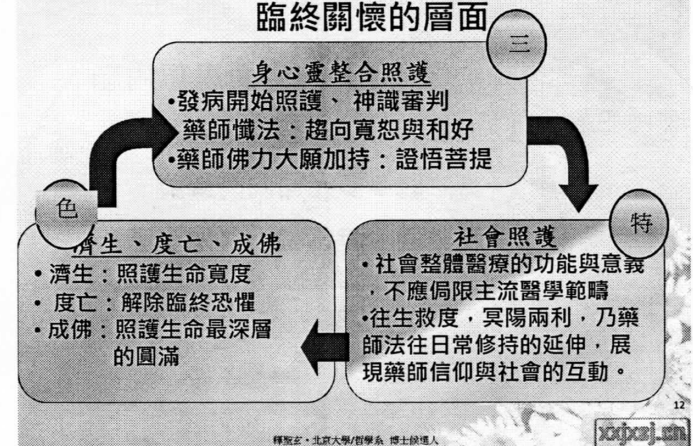 臨終關懷的層面
三
身心靈整合照護
•發病開始照護、神識審判
藥師懺法：趨向寬恕與和好
•藥師佛力大願加持：證悟菩提
色
濟生、度亡、成佛
• 濟生：照護生命寬度
• 度亡：解除臨終恐懼
• 成佛：照護生命最深層
的圓滿
特
社會照護
• 社會整體醫療的功能與意義
，不應侷限主流醫學範疇
•往生救度，冥陽兩利，乃藥
師法往日常修持的延伸，展
現藥師信仰與社會的互動。
12
釋聖玄・北京大學/哲學系 博士候選人